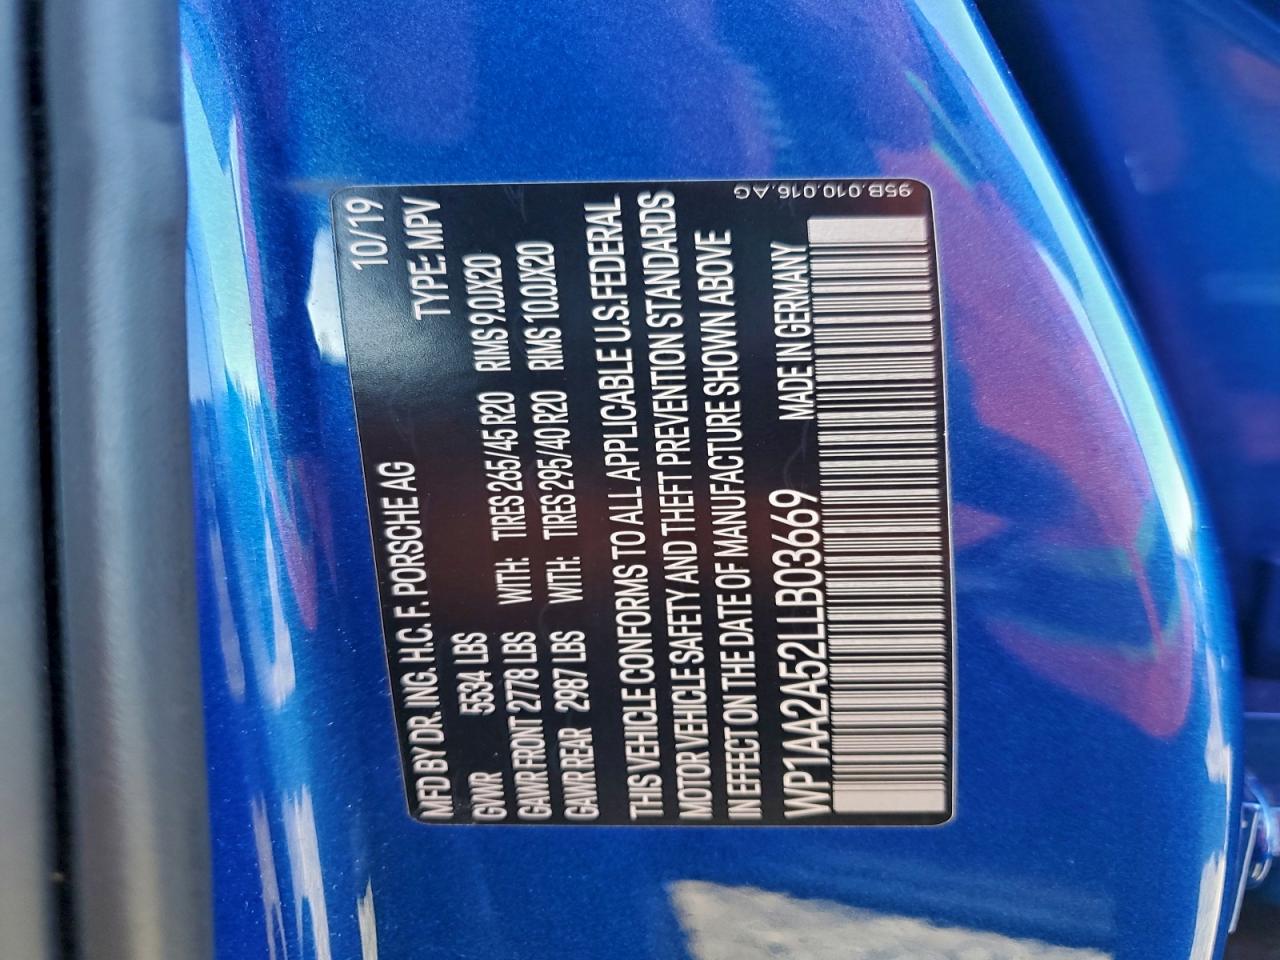 10/19
MFD BY DR. ING. H.C. F. PORSCHE AG TYPE: MPV
GVWR 5534 LBS
GAWR FRONT 2778 LBS WITH: TIRES 265/45 R20 RIMS 9.0JX20
GAWR REAR 2987 LBS WITH: TIRES 295/40 R20 RIMS 10.0JX20
THIS VEHICLE CONFORMS TO ALL APPLICABLE U.S. FEDERAL
MOTOR VEHICLE SAFETY AND THEFT PREVENTION STANDARDS
IN EFFECT ON THE DATE OF MANUFACTURE SHOWN ABOVE
WP1AA2A52LLB03669 MADE IN GERMANY
95B.010.016.AG